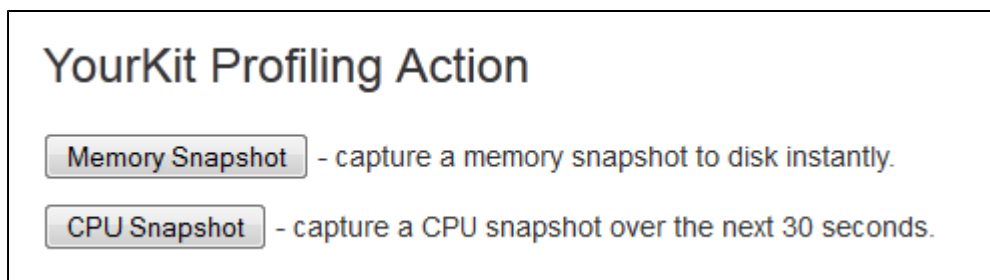 YourKit Profiling Action
Memory Snapshot - capture a memory snapshot to disk instantly.
CPU Snapshot - capture a CPU snapshot over the next 30 seconds.